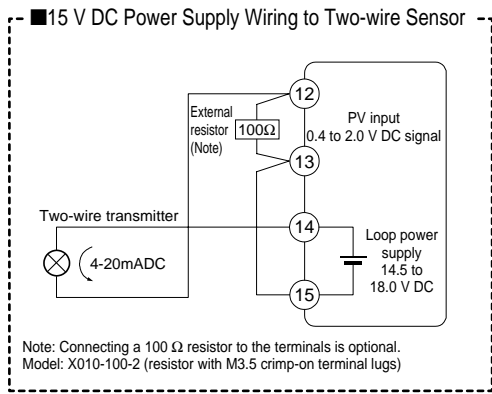 ■15 V DC Power Supply Wiring to Two-wire Sensor
12
External
resistor
(Note)
100Ω
PV input
0.4 to 2.0 V DC signal
13
Two-wire transmitter
14
4-20mADC
Loop power
supply
14.5 to
18.0 V DC
15
Note: Connecting a 100 Ω resistor to the terminals is optional.
Model: X010-100-2 (resistor with M3.5 crimp-on terminal lugs)